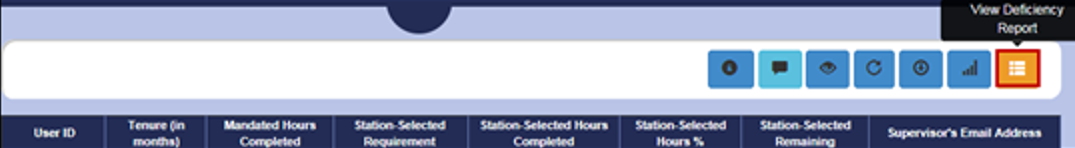 View Deficiency
Report
User ID
Tenure (in
months)
Mandated Hours
Completed
Station-Selected
Requirement
Station-Selected Hours
Completed
Station-Selected
Hours %
Station-Selected
Remaining
Supervisor's Email Address